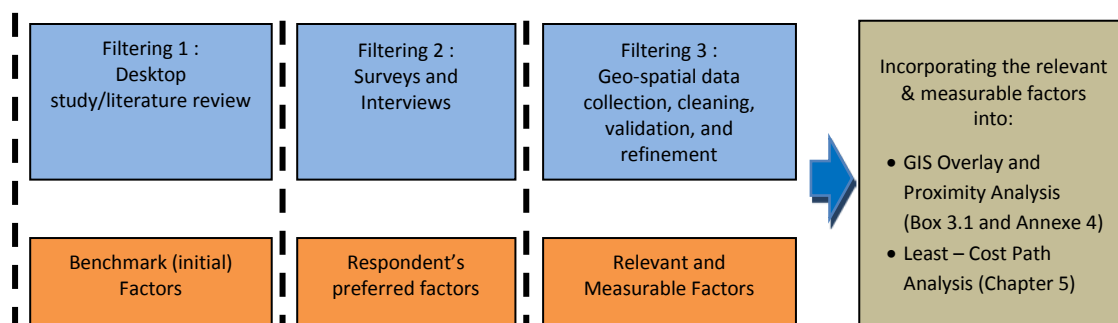 Filtering 1 :
Desktop
study/literature review
Filtering 2 :
Surveys and
Interviews
Filtering 3 :
Geo-spatial data
collection, cleaning,
validation, and
refinement
Benchmark (initial)
Factors
Respondent’s
preferred factors
Relevant and
Measurable Factors
Incorporating the relevant
& measurable factors
into:
• GIS Overlay and
Proximity Analysis
(Box 3.1 and Annexe 4)
• Least – Cost Path
Analysis (Chapter 5)